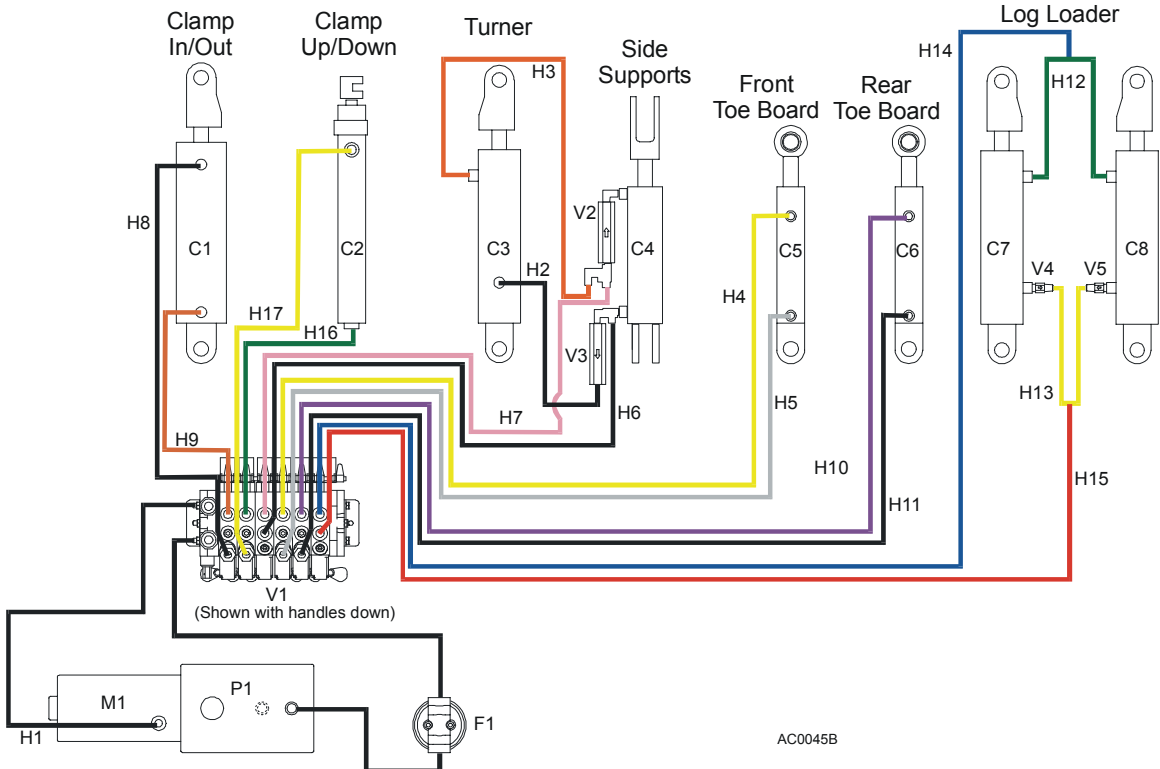 Clamp
In/Out
Clamp
Up/Down
Turner
Side
Supports
Front
Toe Board
Rear
Toe Board
Log Loader
H3
H14
H12
H8
V2
C1
C2
C3
C4
C5
C6
C7
C8
H2
V4
V5
H17
H4
H16
V3
H13
H5
H7
H6
H9
H10
H15
H11
V1
(Shown with handles down)
M1
P1
F1
H1
AC0045B